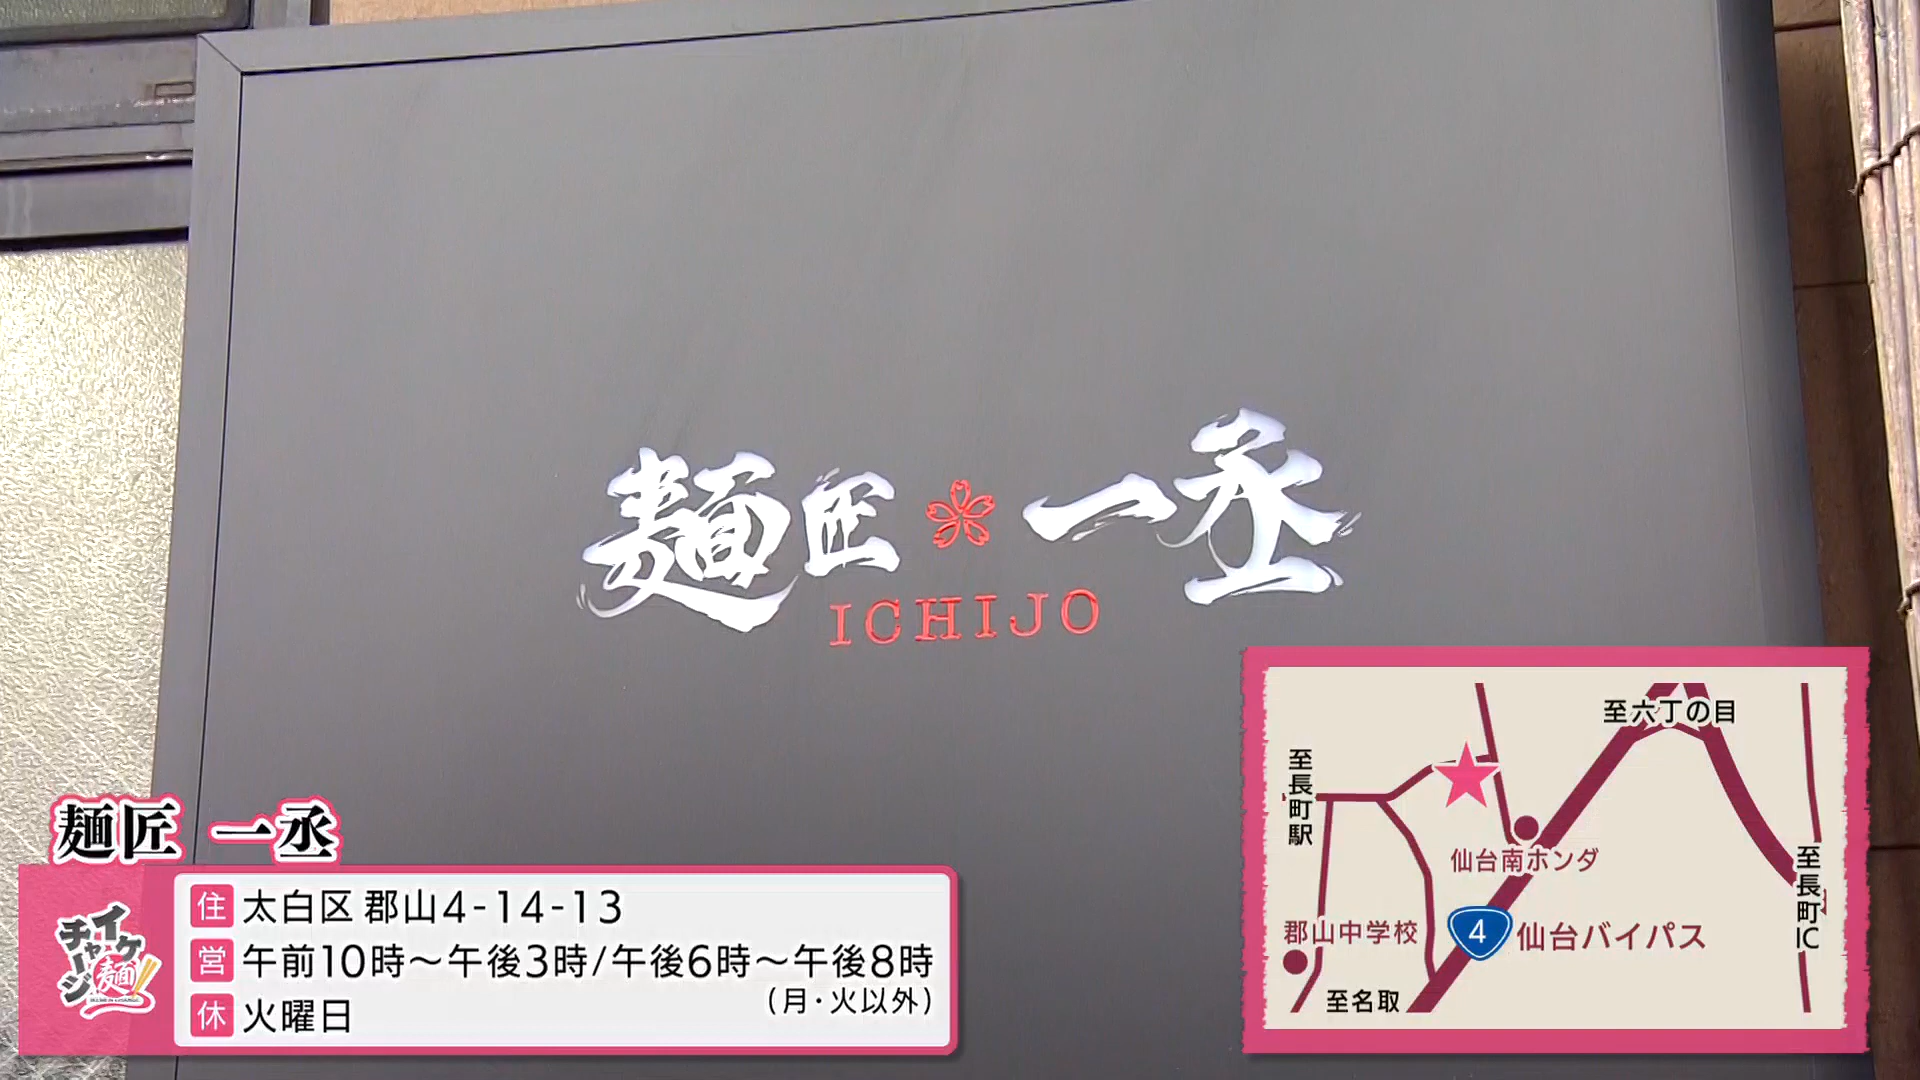 麺匠 一丞
ICHIJO
麺匠 一丞
イケ麺チャージ
住 太白区 郡山4-14-13
営 午前10時～午後3時/午後6時～午後8時
(月・火以外)
休 火曜日
至六丁の目
至長町駅
仙台南ホンダ
至長町IC
郡山中学校
4 仙台バイパス
至名取